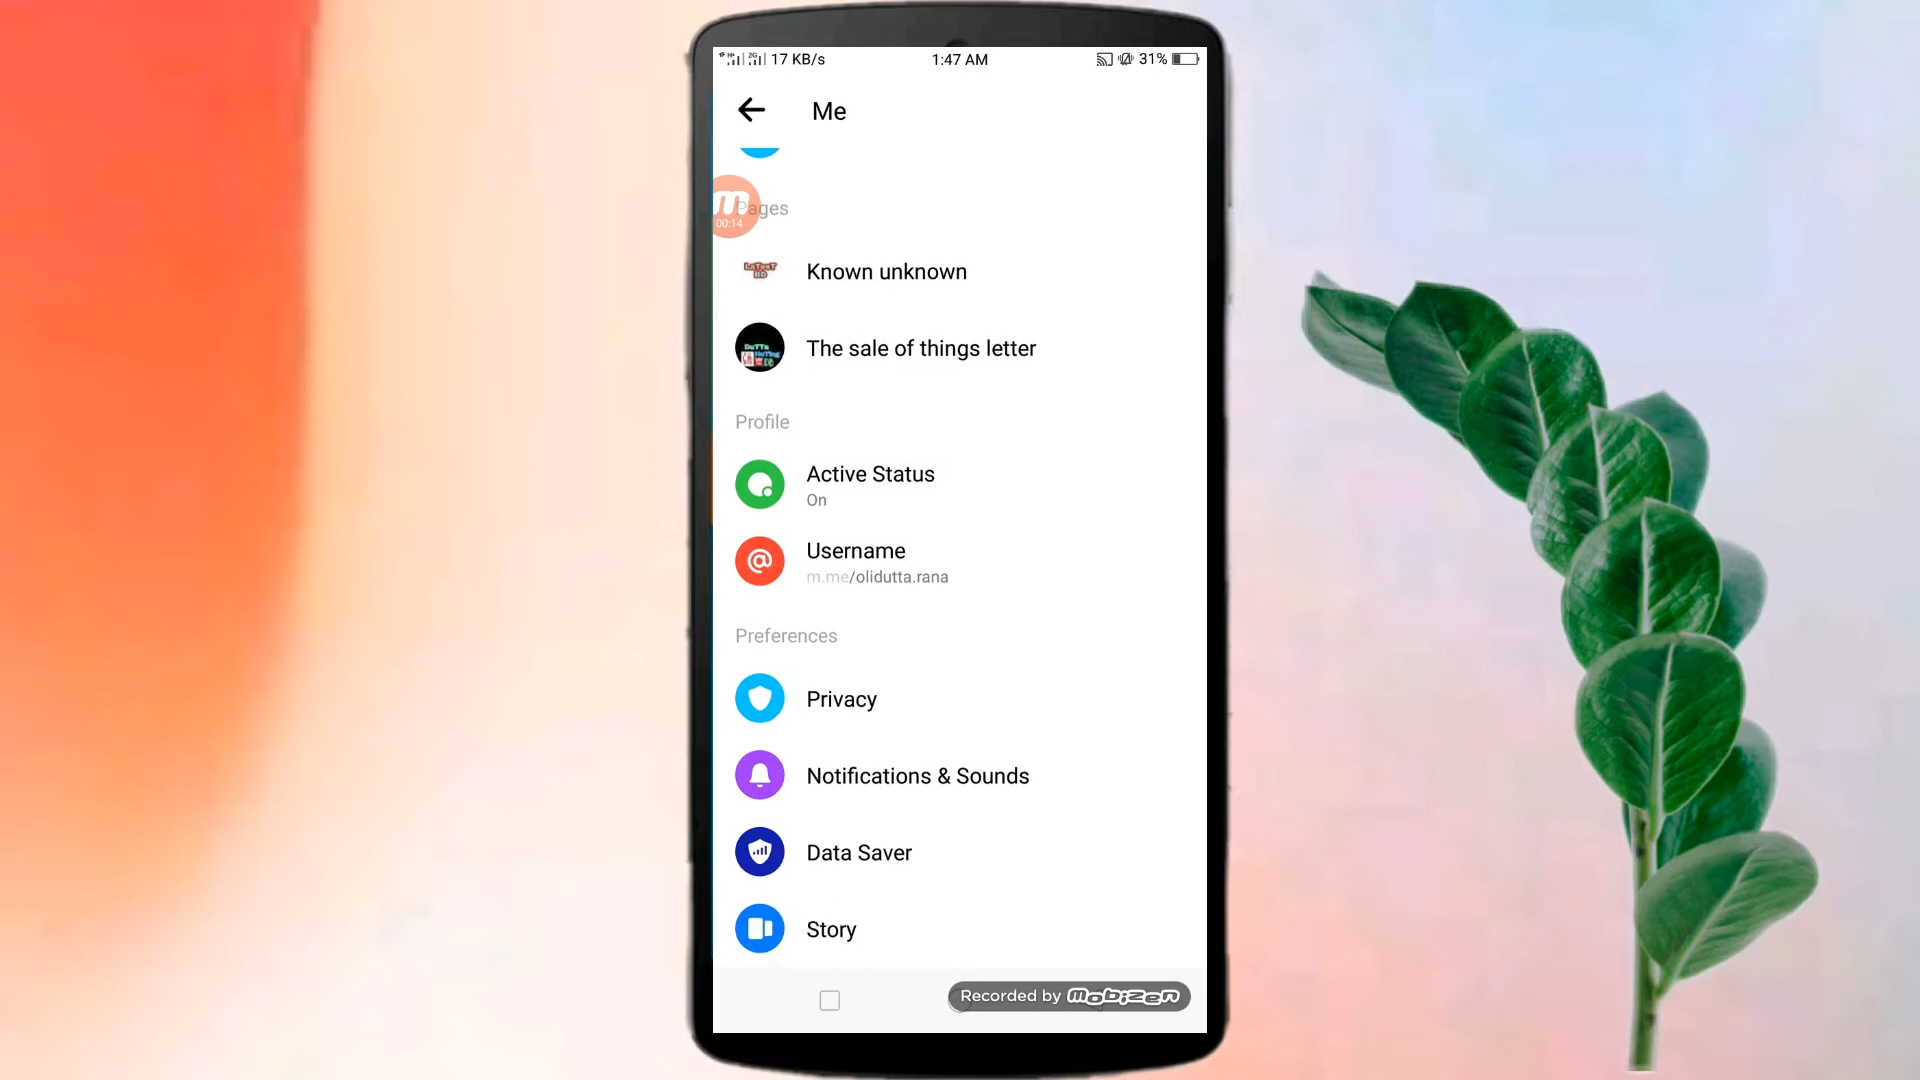 17 KB/s 1:47 AM 31%
Me
Pages
00:14
Known unknown
The sale of things letter
Profile
Active Status
On
Username
m.me/olidutta.rana
Preferences
Privacy
Notifications & Sounds
Data Saver
Story
Recorded by mobizen